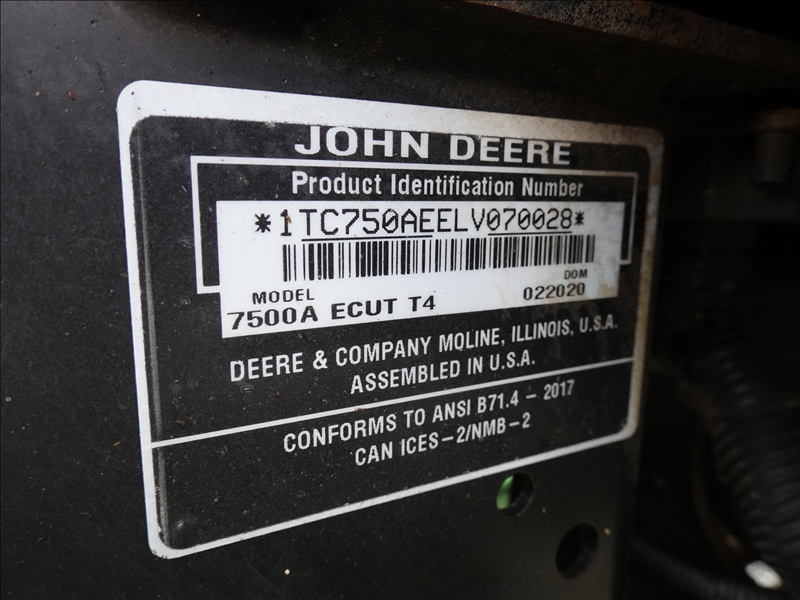 JOHN DEERE
Product Identification Number
*1TC750AEELV070028*
MODEL
DOM
7500A ECUT T4
022020
DEERE & COMPANY MOLINE, ILLINOIS, U.S.A.
ASSEMBLED IN U.S.A.
CONFORMS TO ANSI B71.4 - 2017
CAN ICES-2/NMB-2